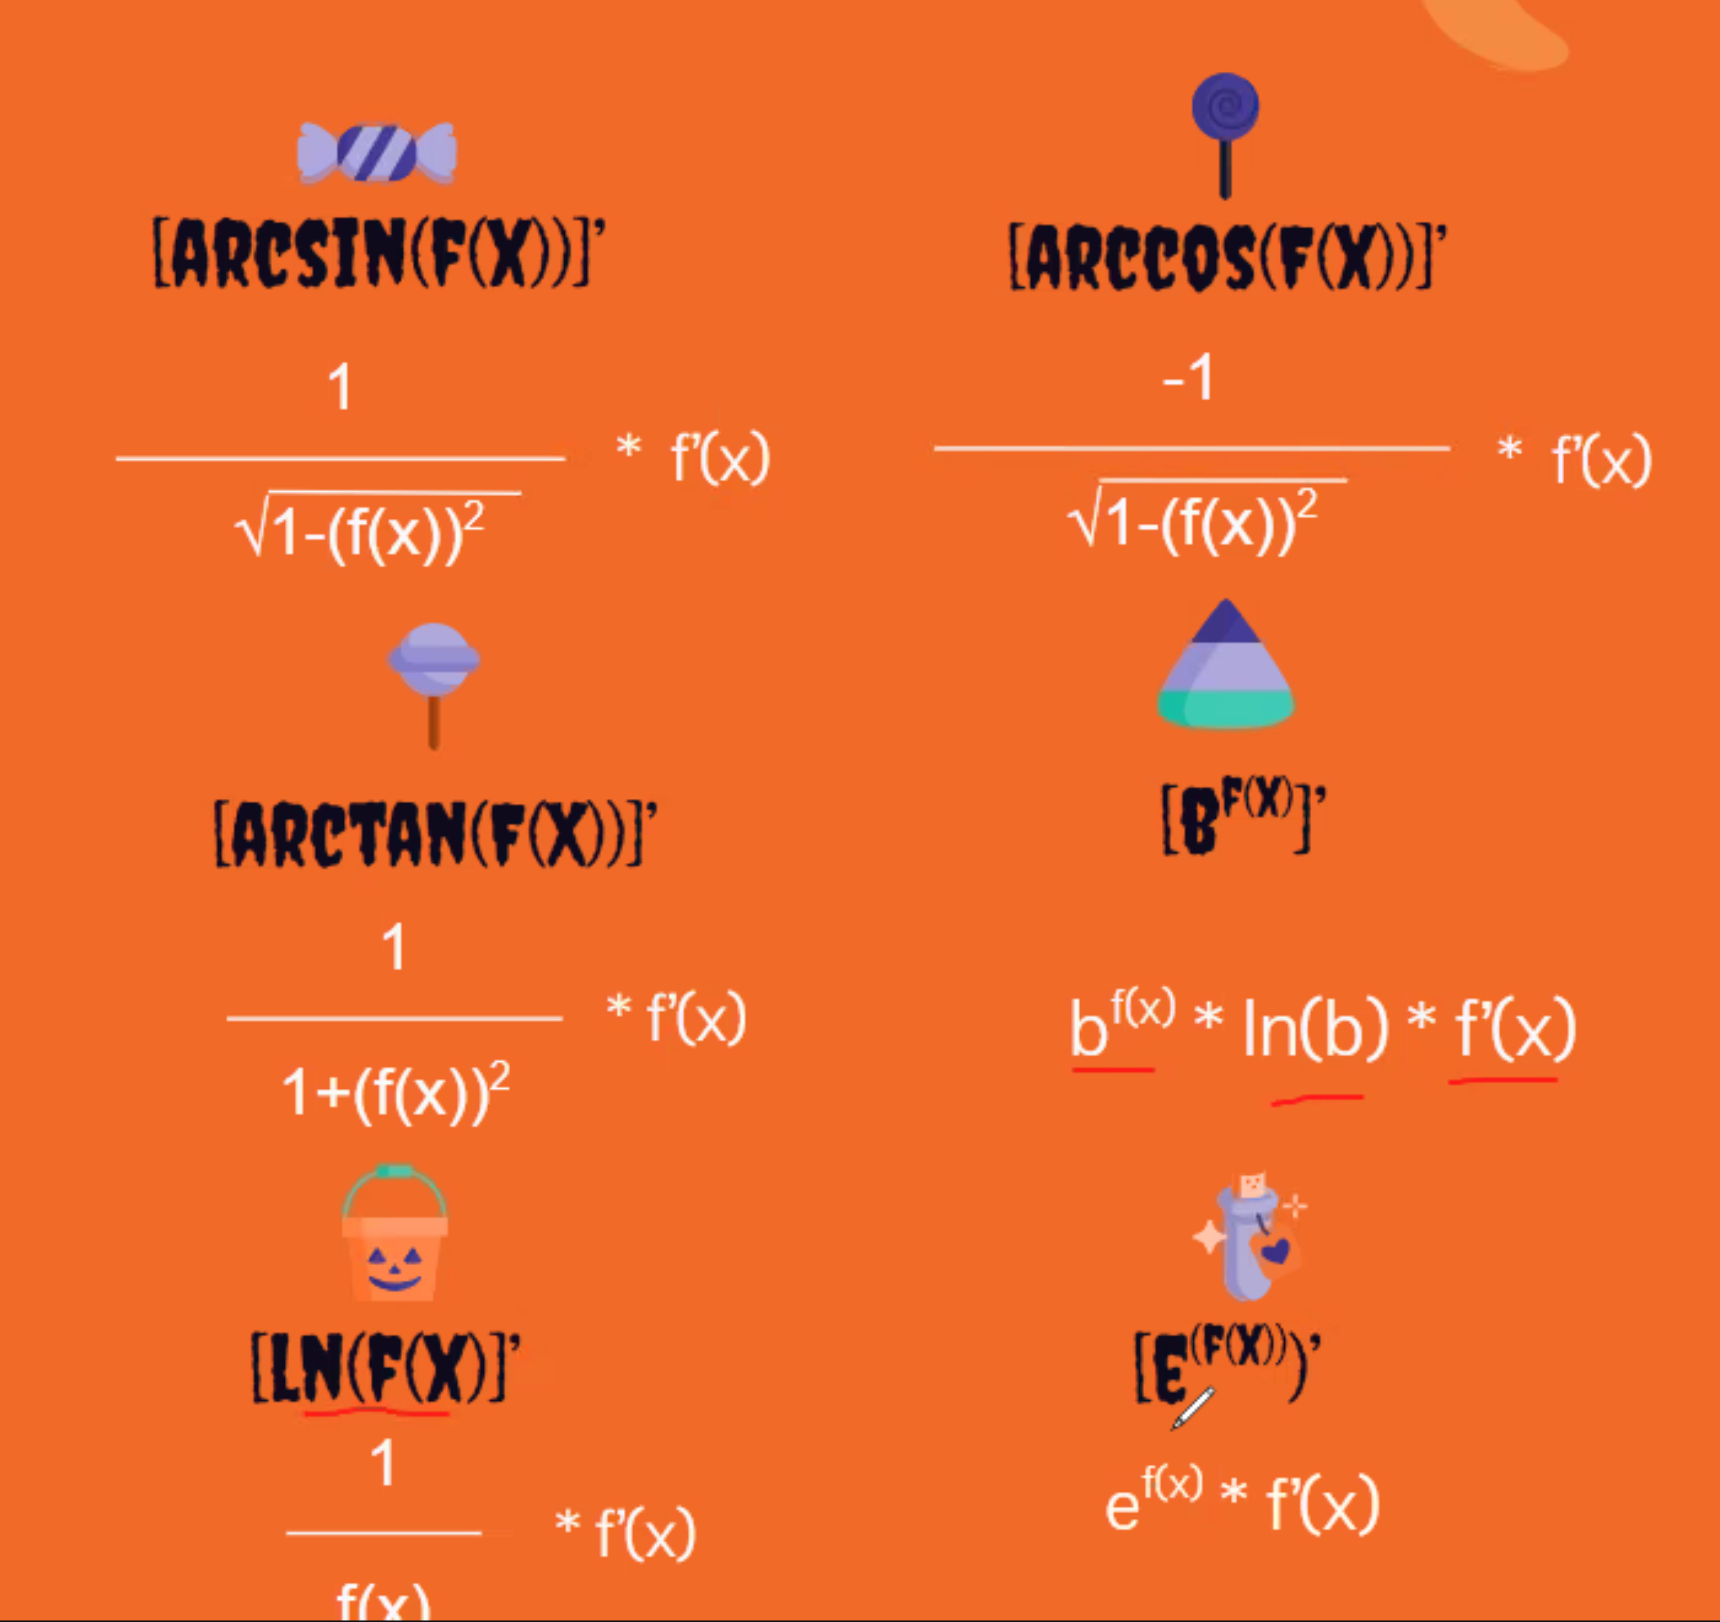 [ARCSIN(F(X))]’
1
√1-(f(x))²
* f’(x)
[ARCCOS(F(X))]’
-1
√1-(f(x))²
* f’(x)
[ARCTAN(F(X))]’
1
1+(f(x))²
* f’(x)
[B^F(X)]’
b^f(x) * ln(b) * f’(x)
[LN(F(X)]’
1
f(x)
* f’(x)
[E^(F(X)))’
e^f(x) * f’(x)